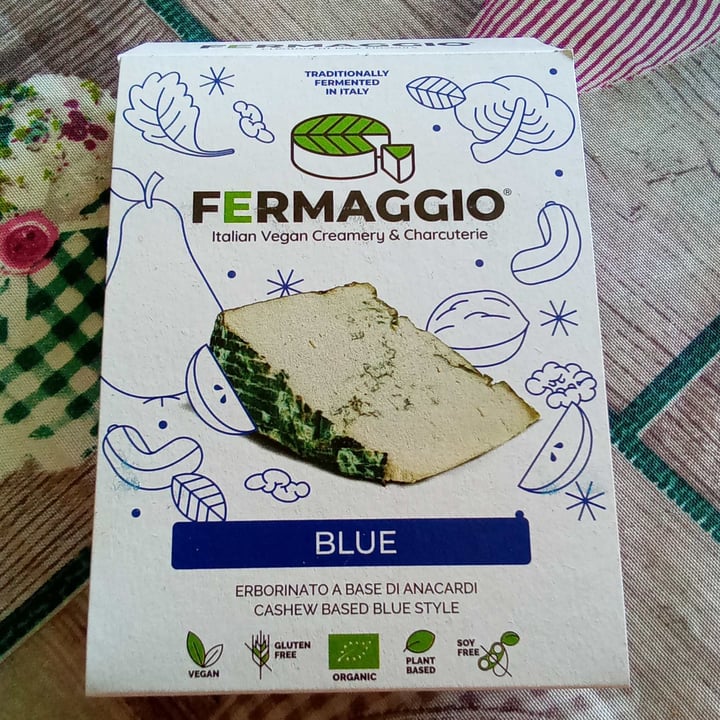 FERMAGGIO
TRADITIONALLY
FERMENTED
IN ITALY
FERMAGGIO®
Italian Vegan Creamery & Charcuterie
BLUE
ERBORINATO A BASE DI ANACARDI
CASHEW BASED BLUE STYLE
VEGAN
GLUTEN
FREE
ORGANIC
PLANT
BASED
SOY
FREE